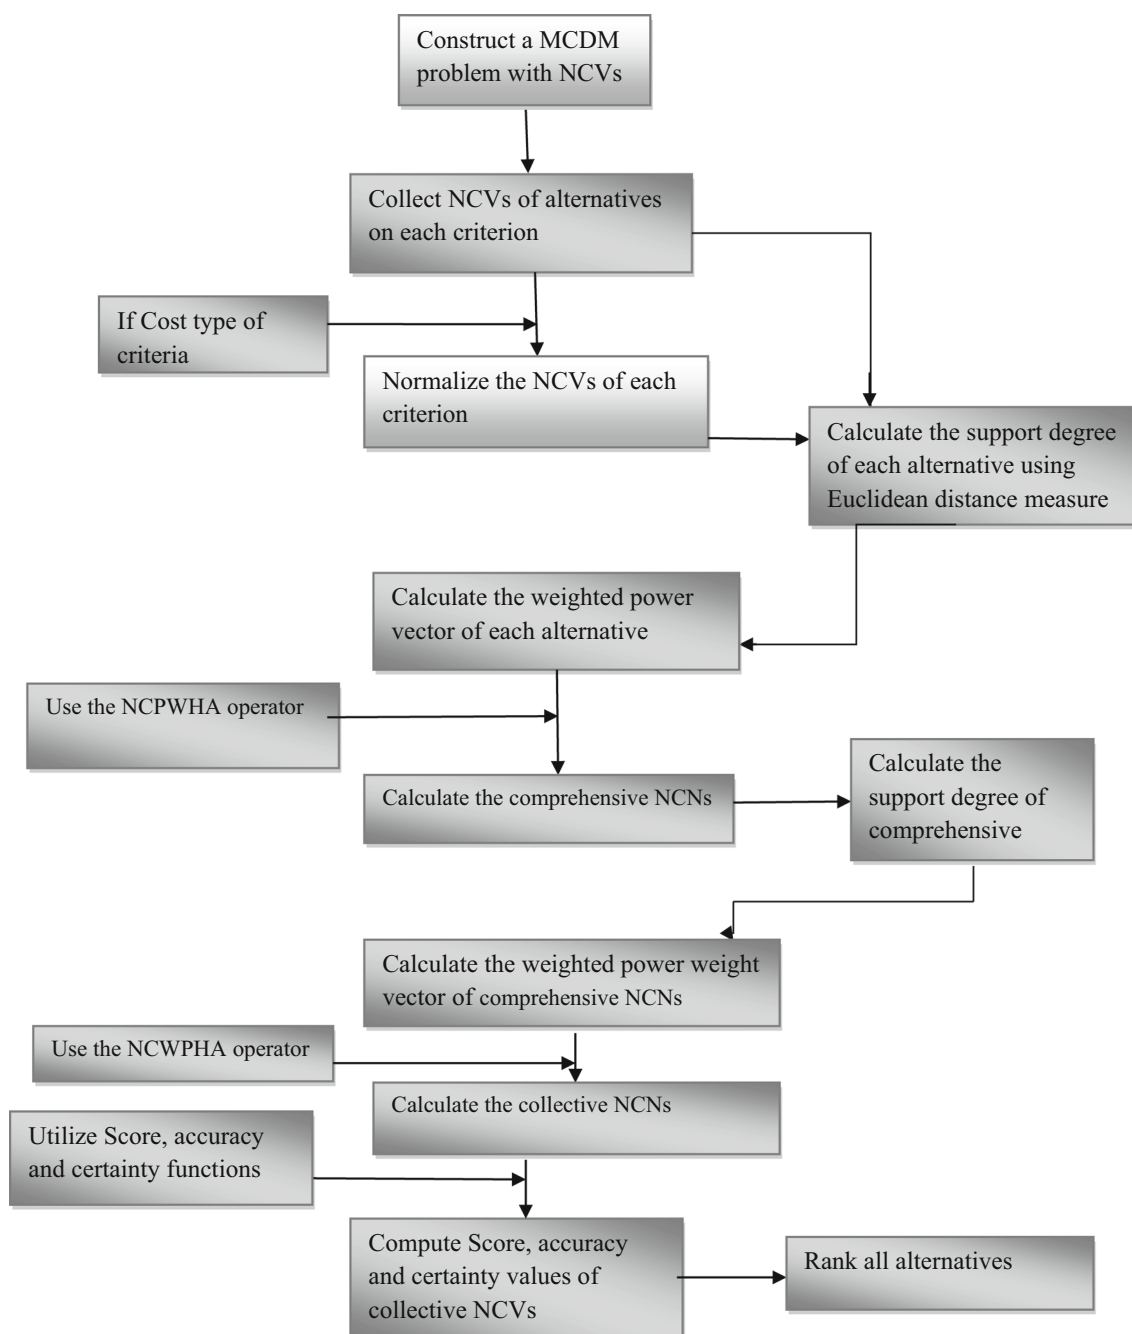 Construct a MCDM
problem with NCVs
Collect NCVs of alternatives
on each criterion
If Cost type of
criteria
Normalize the NCVs of each
criterion
Calculate the support degree
of each alternative using
Euclidean distance measure
Calculate the weighted power
vector of each alternative
Use the NCPWHA operator
Calculate the comprehensive NCNs
Calculate the
support degree of
comprehensive
Calculate the weighted power weight
vector of comprehensive NCNs
Use the NCWPHA operator
Calculate the collective NCNs
Utilize Score, accuracy
and certainty functions
Compute Score, accuracy
and certainty values of
collective NCVs
Rank all alternatives